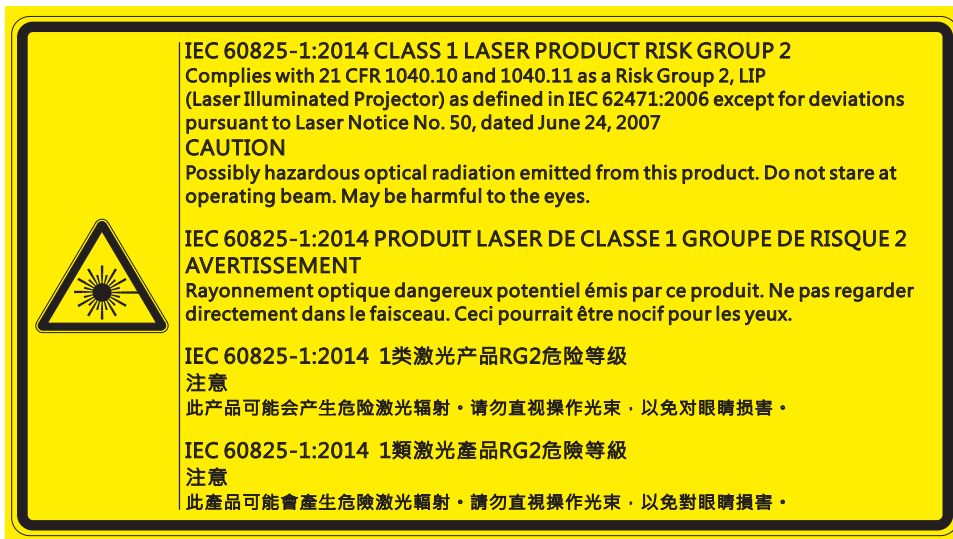 IEC 60825-1:2014 CLASS 1 LASER PRODUCT RISK GROUP 2
Complies with 21 CFR 1040.10 and 1040.11 as a Risk Group 2, LIP
(Laser Illuminated Projector) as defined in IEC 62471:2006 except for deviations
pursuant to Laser Notice No. 50, dated June 24, 2007
CAUTION
Possibly hazardous optical radiation emitted from this product. Do not stare at
operating beam. May be harmful to the eyes.
IEC 60825-1:2014 PRODUIT LASER DE CLASSE 1 GROUPE DE RISQUE 2
AVERTISSEMENT
Rayonnement optique dangereux potentiel émis par ce produit. Ne pas regarder
directement dans le faisceau. Ceci pourrait être nocif pour les yeux.
IEC 60825-1:2014 1类激光产品RG2危险等级
注意
此产品可能会产生危险激光辐射。请勿直视操作光束，以免对眼睛损害。
IEC 60825-1:2014 1類激光產品RG2危險等級
注意
此產品可能會產生危險激光輻射。請勿直視操作光束，以免對眼睛損害。